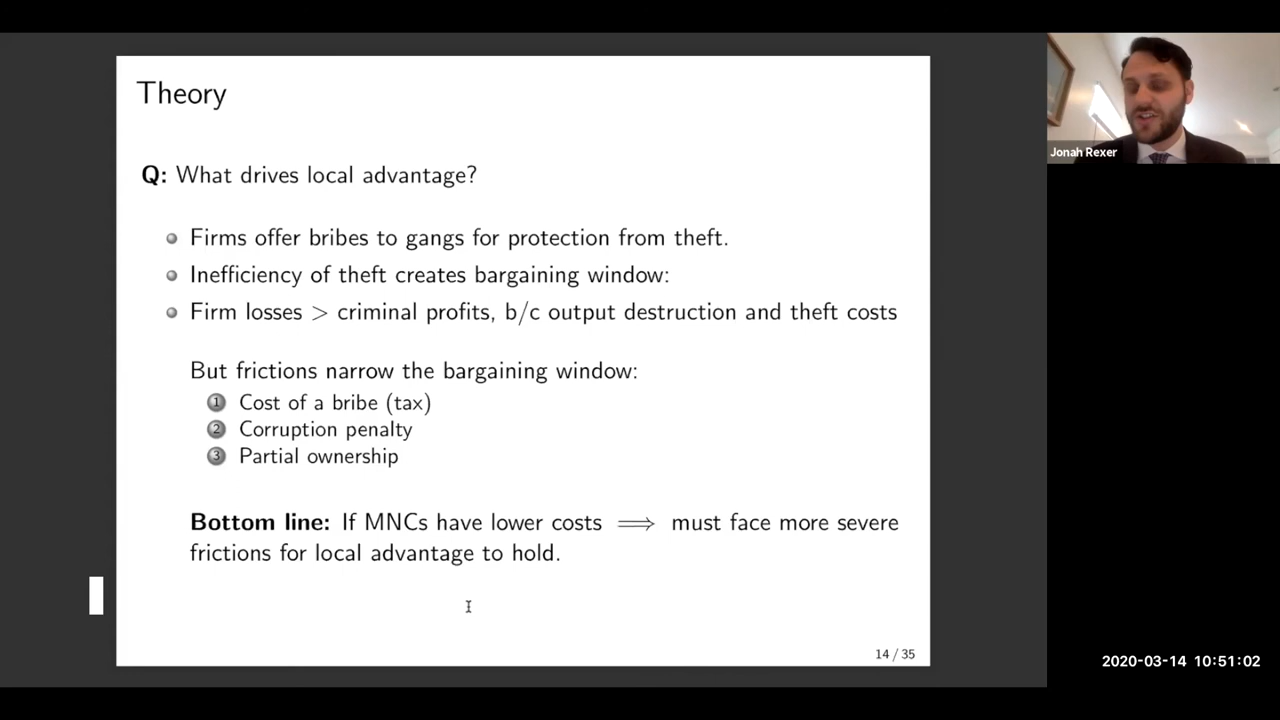 Theory
Q: What drives local advantage?
Firms offer bribes to gangs for protection from theft.
Inefficiency of theft creates bargaining window:
Firm losses > criminal profits, b/c output destruction and theft costs
But frictions narrow the bargaining window:
1 Cost of a bribe (tax)
2 Corruption penalty
3 Partial ownership
Bottom line: If MNCs have lower costs ⟹ must face more severe
frictions for local advantage to hold.
14 / 35
Jonah Rexer
2020-03-14 10:51:02